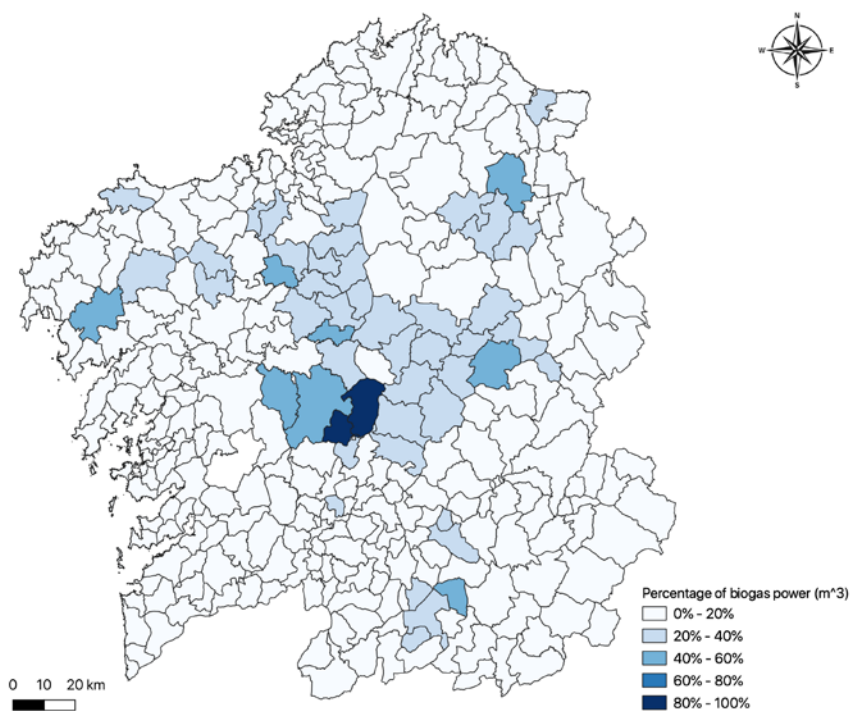 N
W E
S
Percentage of biogas power (m^3)
0% - 20%
20% - 40%
40% - 60%
60% - 80%
80% - 100%
0 10 20 km